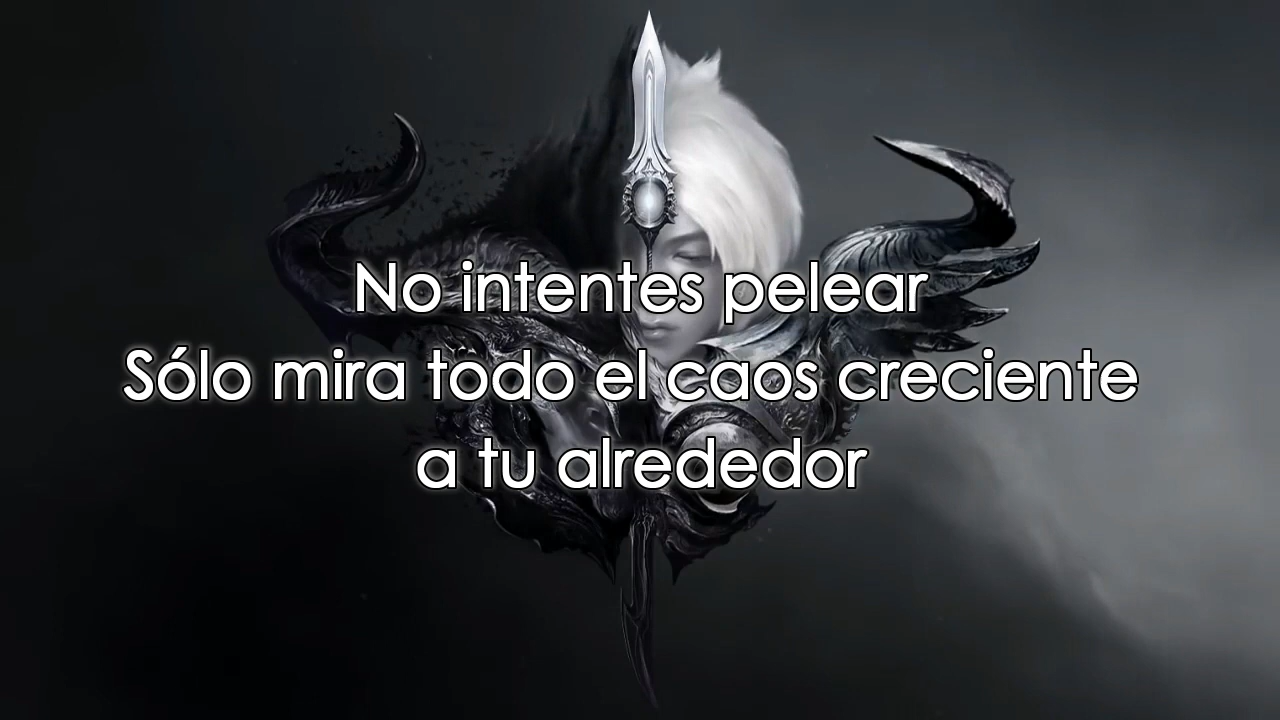 No intentes pelear
Sólo mira todo el caos creciente
a tu alrededor